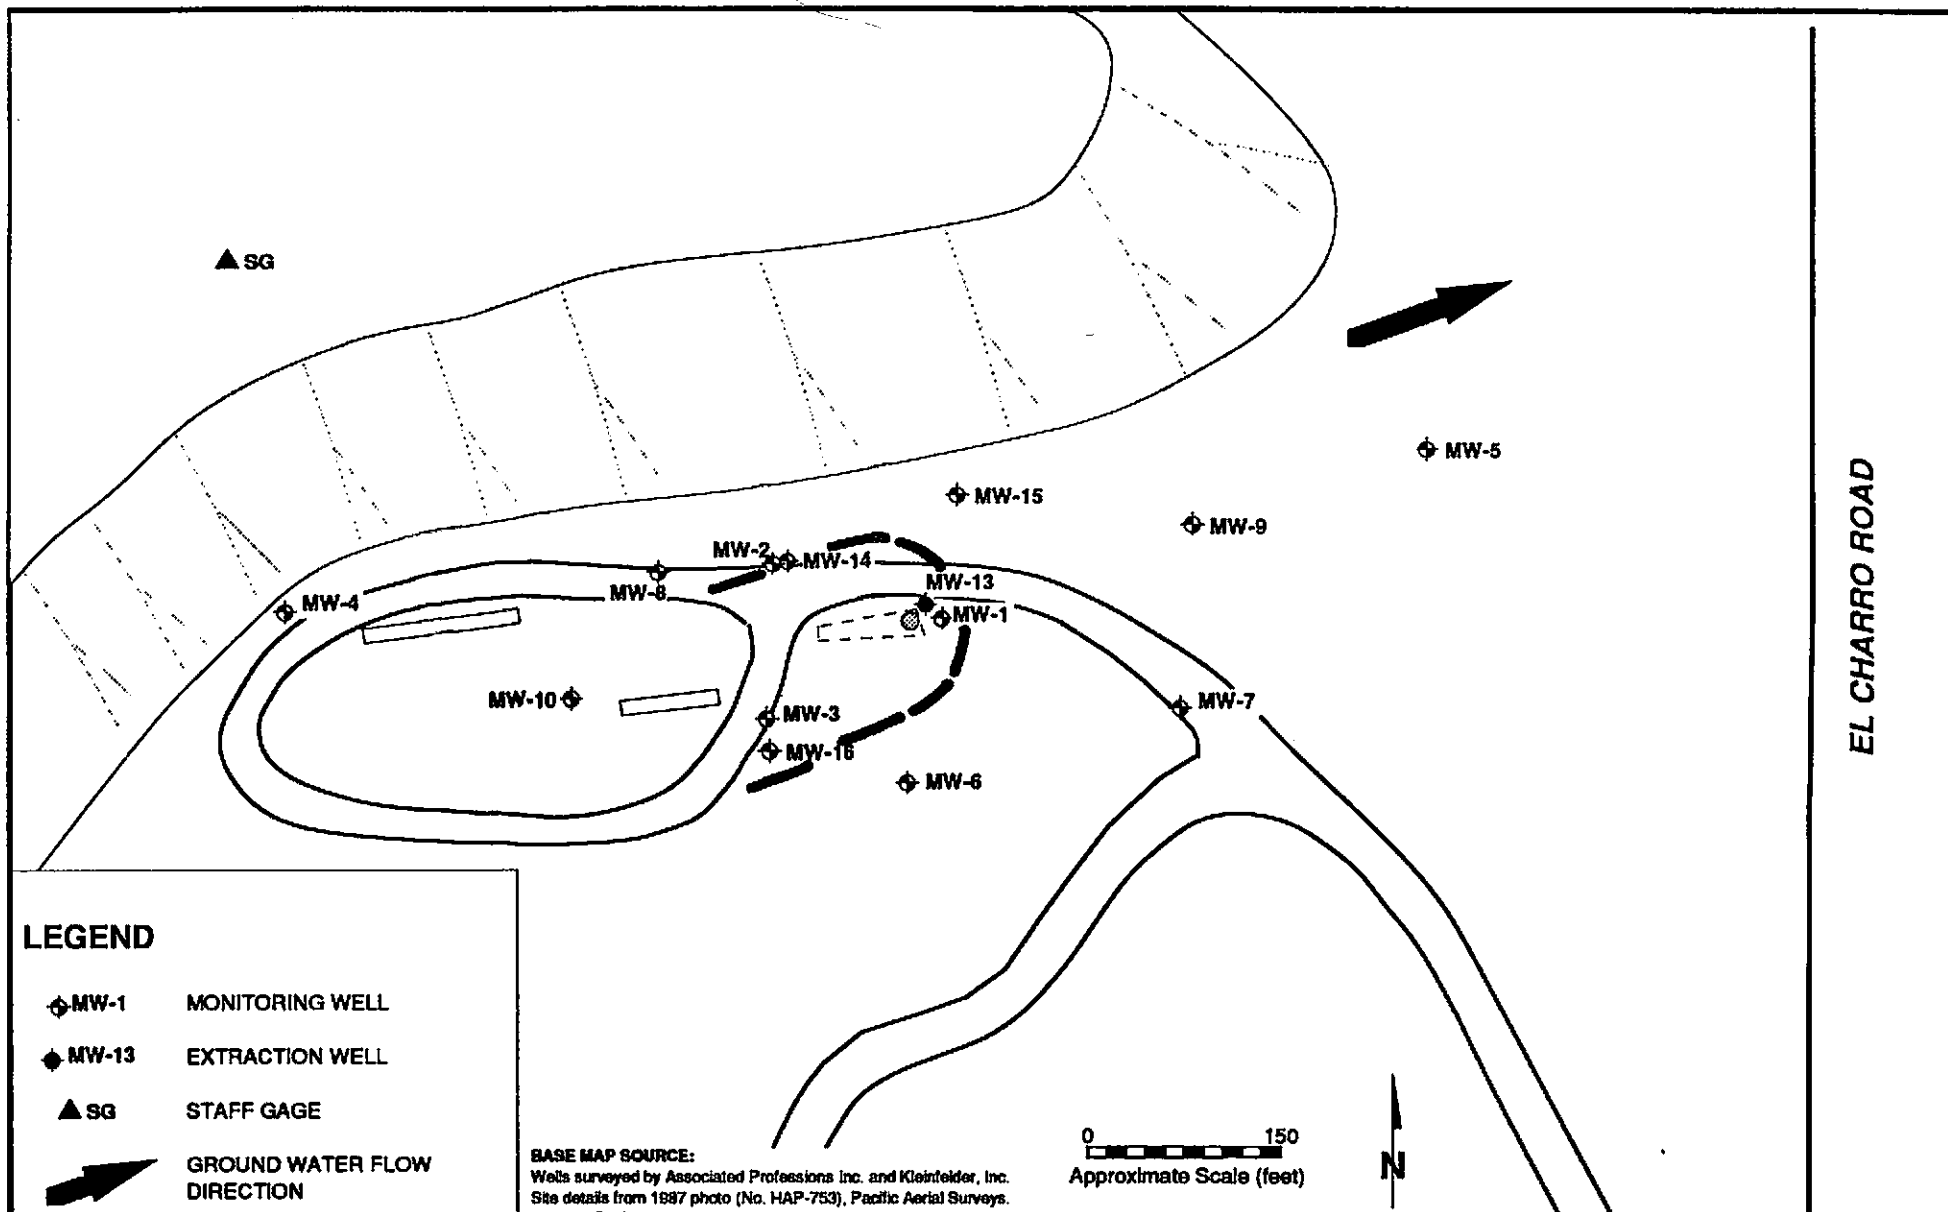 SG
MW-5
MW-15
MW-9
EL CHARRO ROAD
MW-2
MW-14
MW-13
MW-8
MW-4
MW-1
MW-10
MW-3
MW-7
MW-16
MW-6
LEGEND
MW-1 MONITORING WELL
MW-13 EXTRACTION WELL
SG STAFF GAGE
GROUND WATER FLOW
DIRECTION
BASE MAP SOURCE:
Wells surveyed by Associated Professions Inc. and Kleinfelder, Inc.
Site details from 1987 photo (No. HAP-753), Pacific Aerial Surveys.
0 150
Approximate Scale (feet)
N